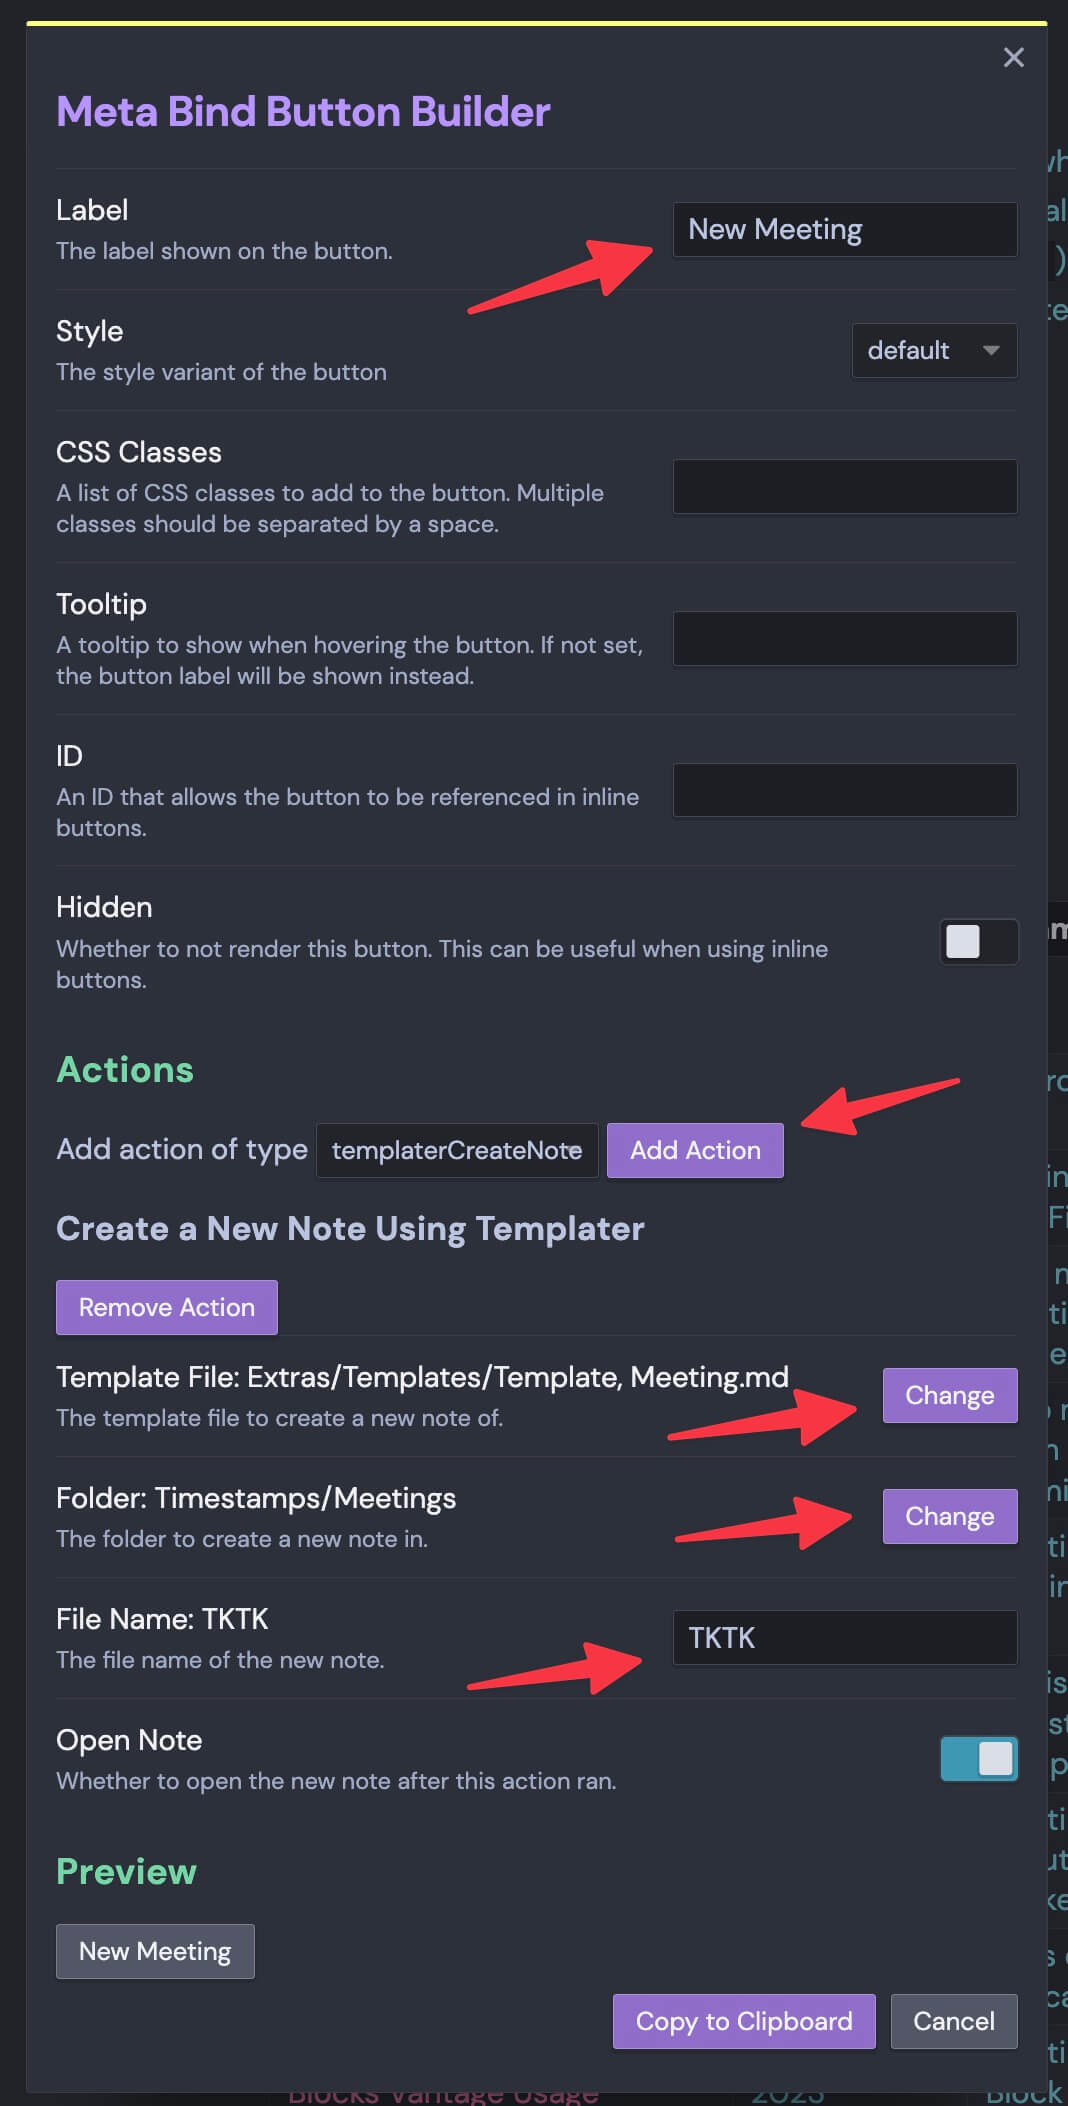 Meta Bind Button Builder
Label
The label shown on the button.
New Meeting
Style
The style variant of the button
default
CSS Classes
A list of CSS classes to add to the button. Multiple
classes should be separated by a space.
Tooltip
A tooltip to show when hovering the button. If not set,
the button label will be shown instead.
ID
An ID that allows the button to be referenced in inline
buttons.
Hidden
Whether to not render this button. This can be useful when using inline
buttons.
Actions
Add action of type templaterCreateNote Add Action
Create a New Note Using Templater
Remove Action
Template File: Extras/Templates/Template, Meeting.md
The template file to create a new note of.
Change
Folder: Timestamps/Meetings
The folder to create a new note in.
Change
File Name: TKTK
The file name of the new note.
TKTK
Open Note
Whether to open the new note after this action ran.
Preview
New Meeting
Copy to Clipboard Cancel
Blocks Vantage Usage 2025 Block